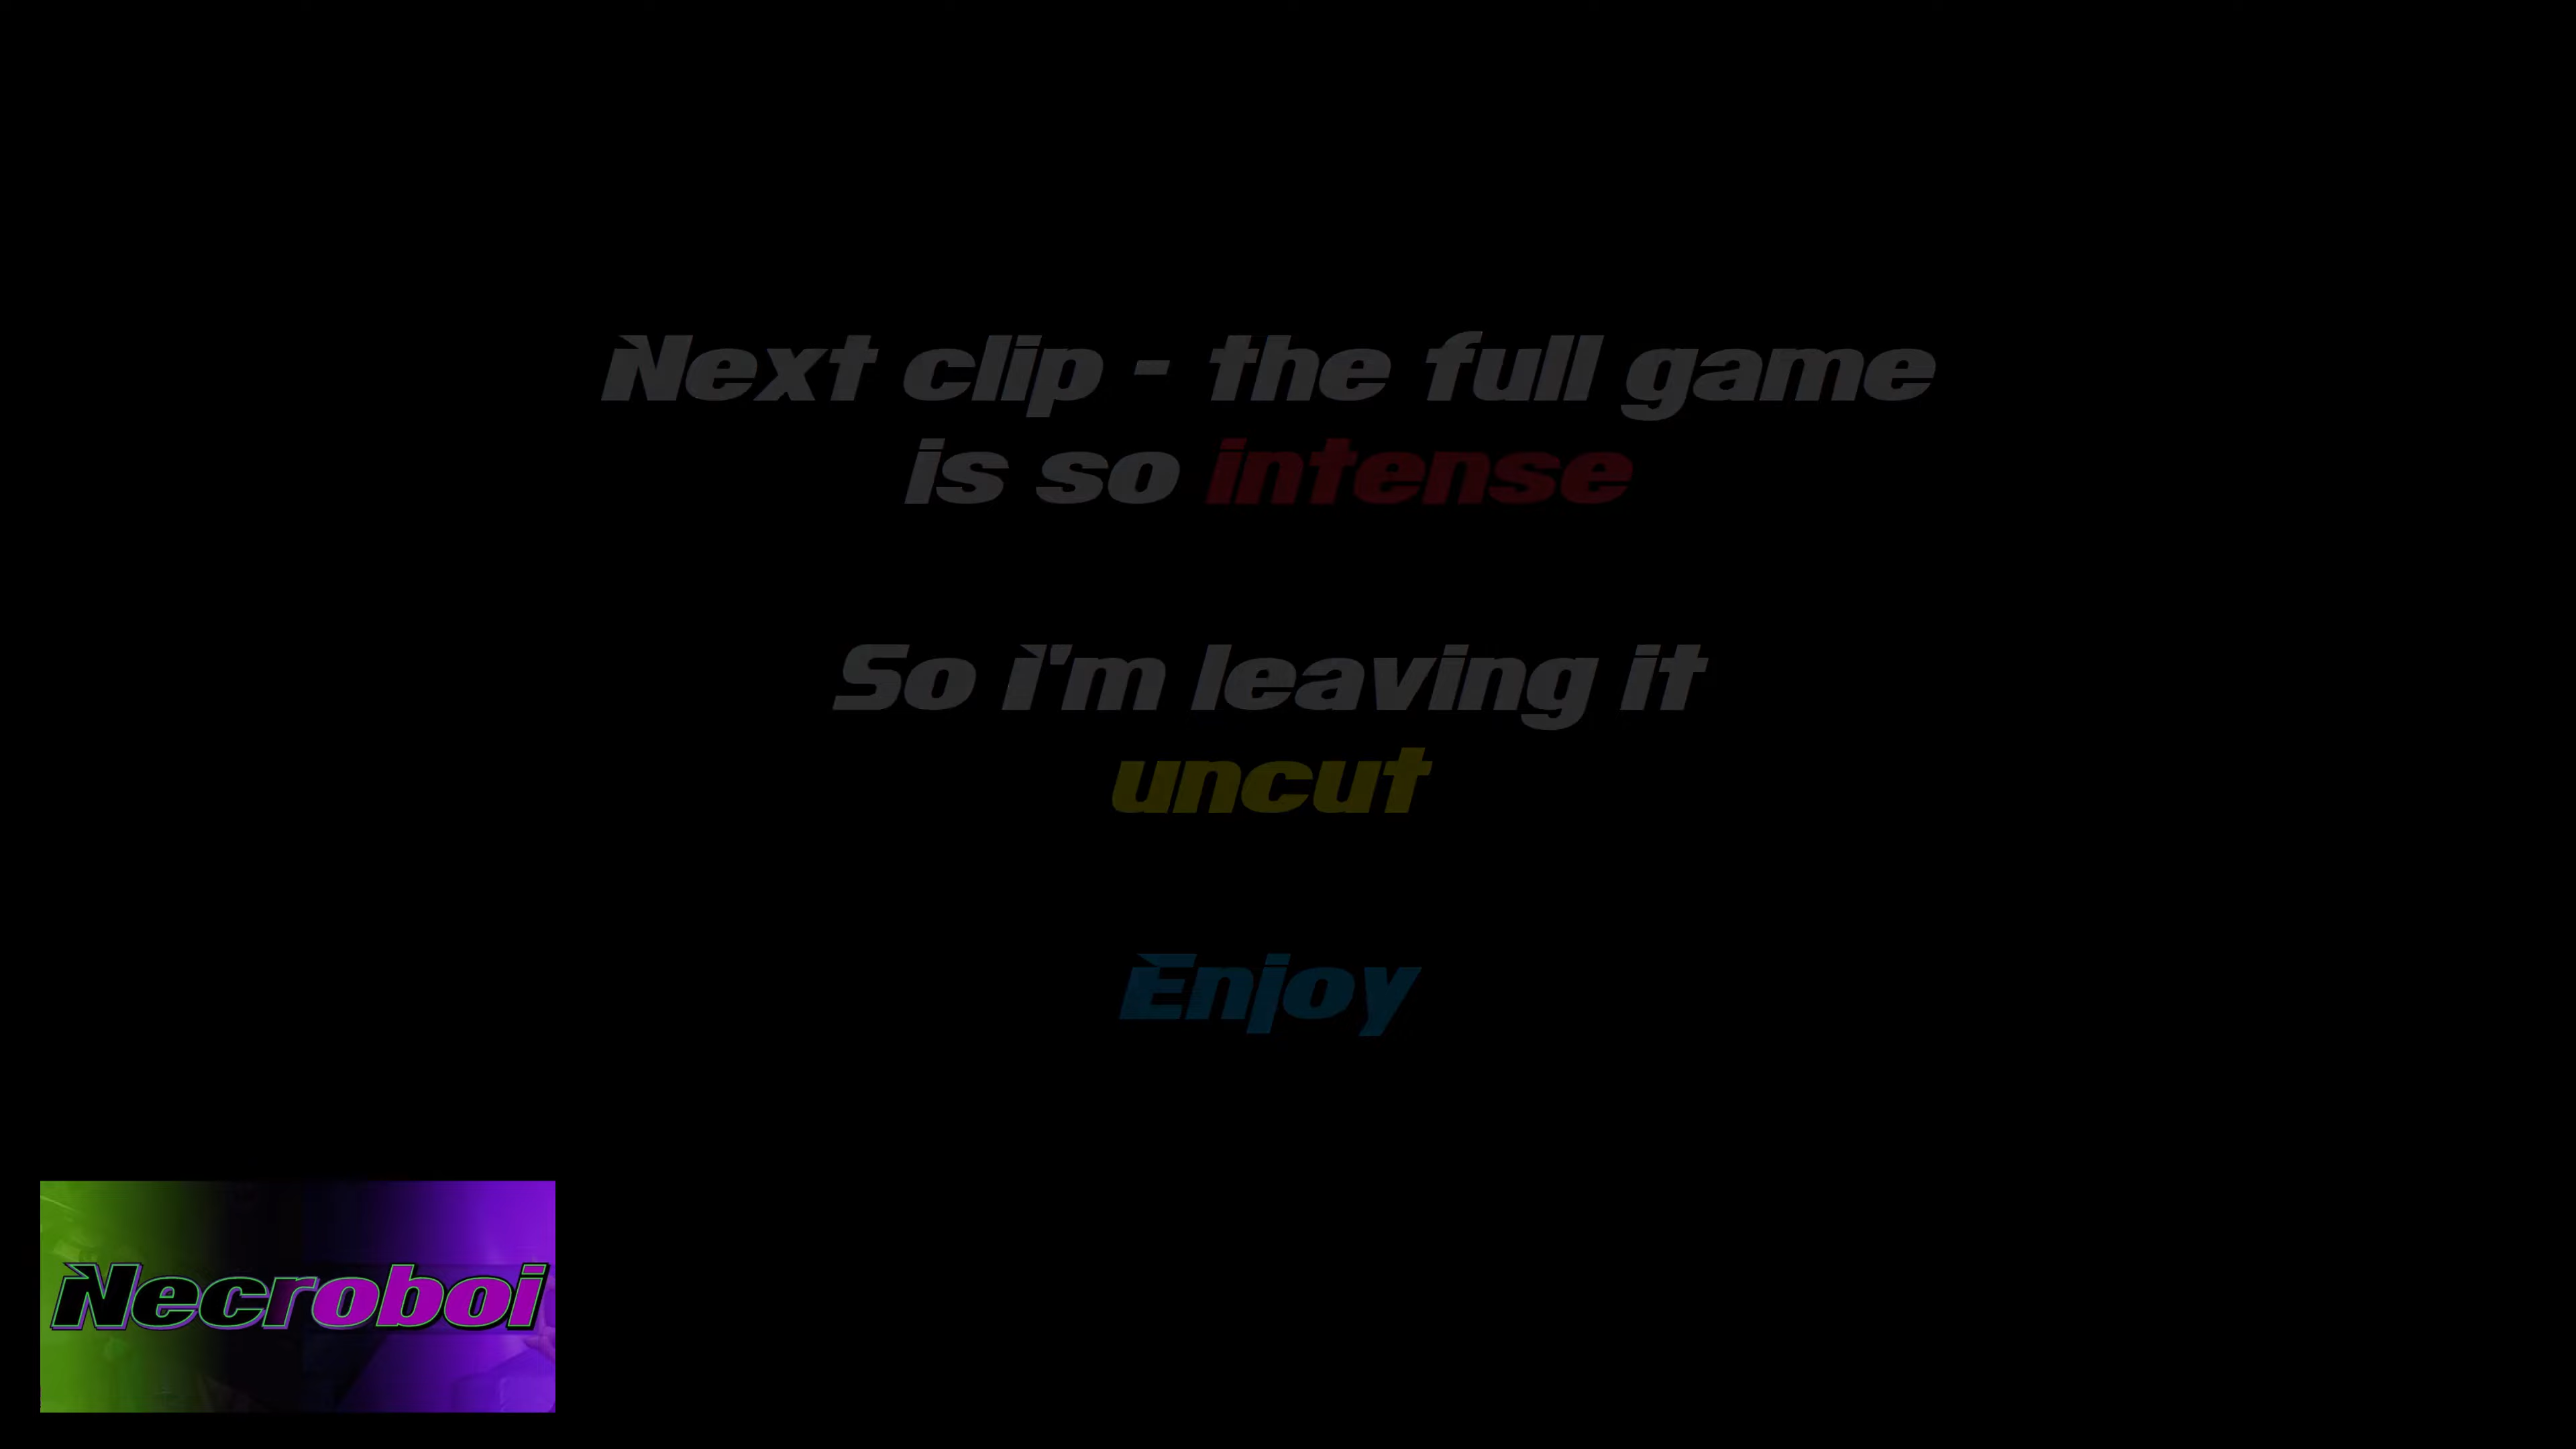 Next clip - the full game
is so intense
So i'm leaving it
uncut
Enjoy
Necroboi